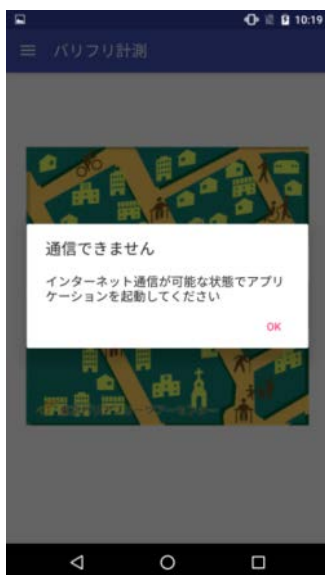 10:19
バリフリ計測
通信できません
インターネット通信が可能な状態でアプリ
ケーションを起動してください
OK